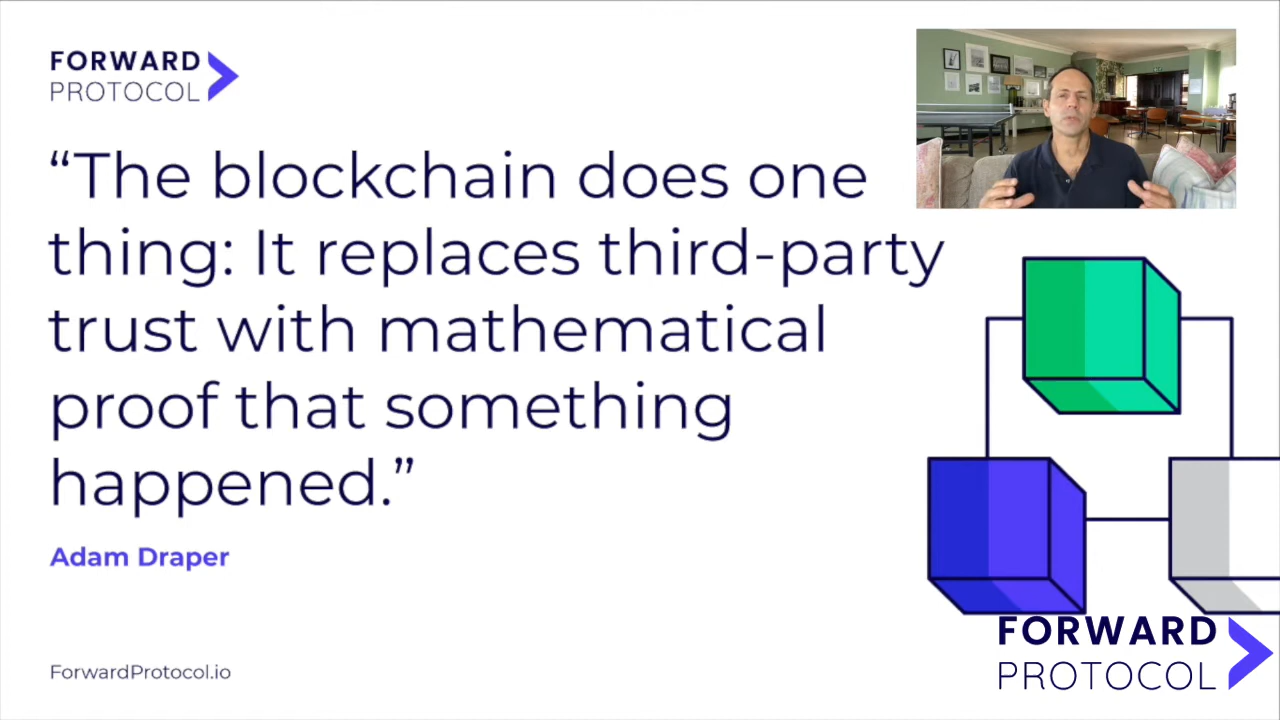 FORWARD
PROTOCOL
“The blockchain does one
thing: It replaces third-party
trust with mathematical
proof that something
happened.”
Adam Draper
ForwardProtocol.io
FORWARD
PROTOCOL